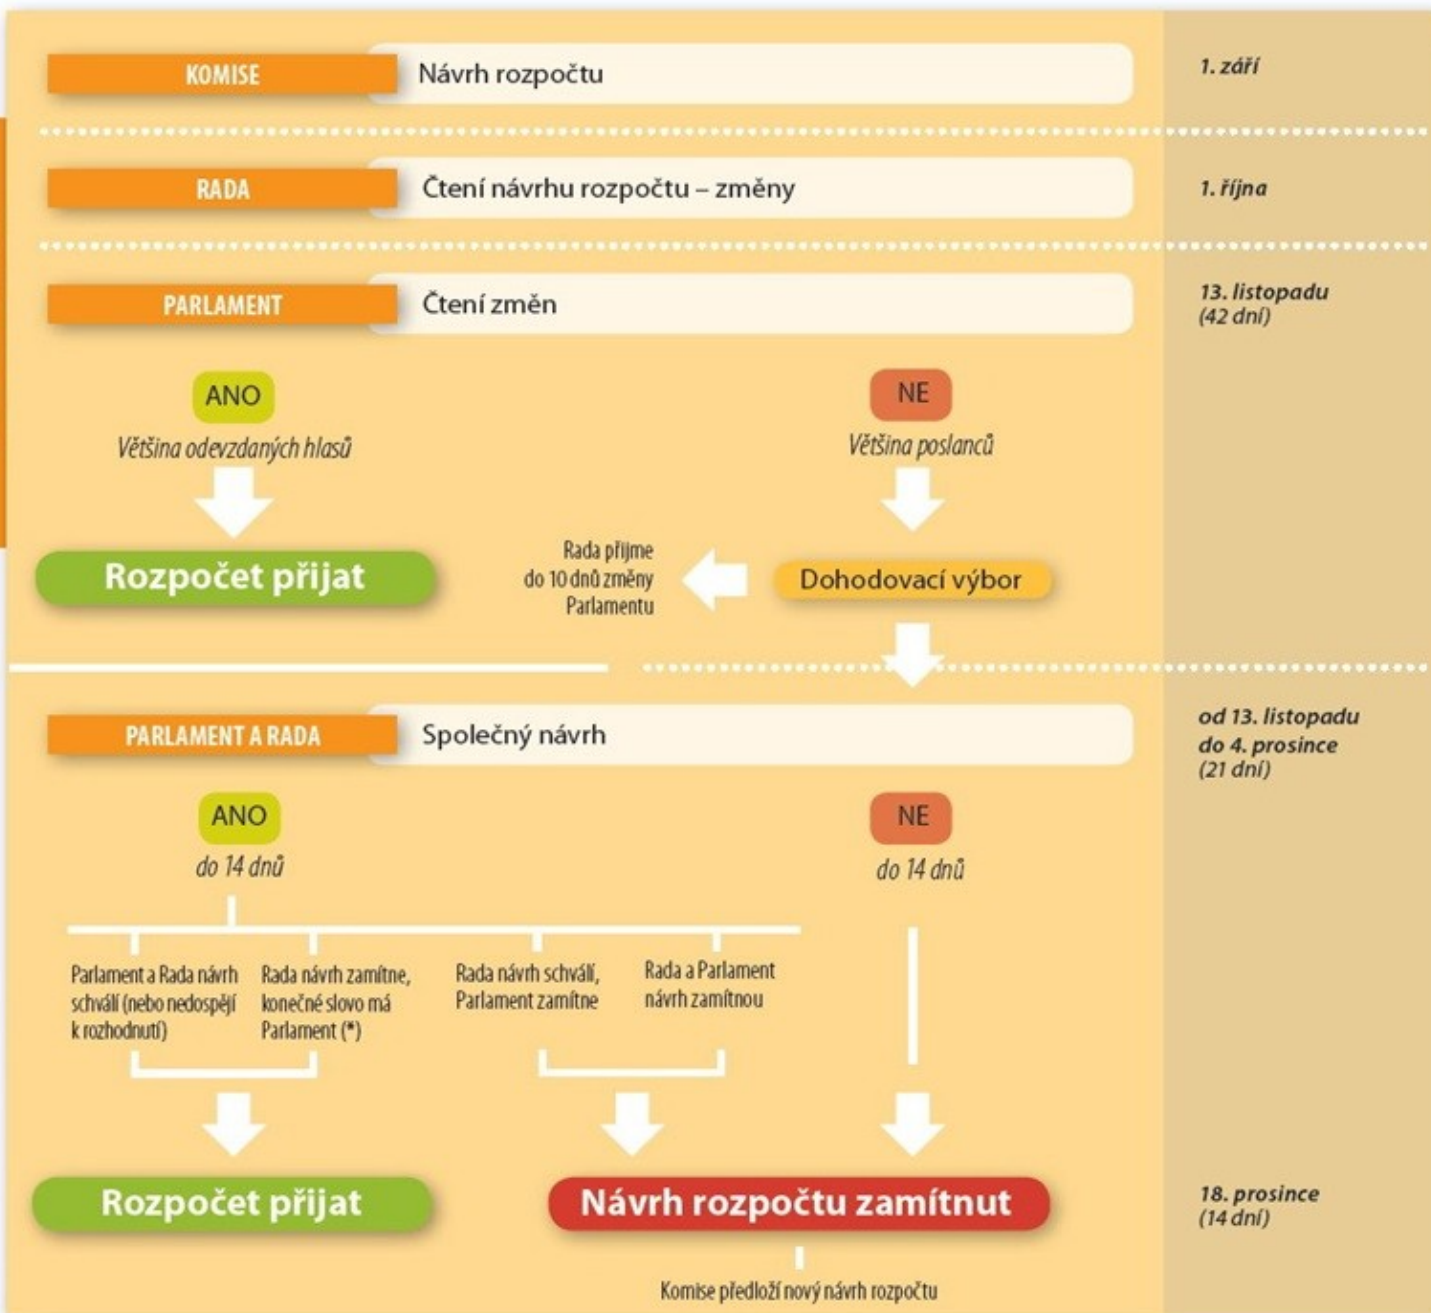 KOMISE
Návrh rozpočtu
1. září
RADA
Čtení návrhu rozpočtu – změny
1. října
PARLAMENT
Čtení změn
13. listopadu
(42 dní)
ANO
Většina odevzdaných hlasů
NE
Většina poslanců
Rozpočet přijat
Rada přijme
do 10 dnů změny
Parlamentu
Dohodovací výbor
PARLAMENT A RADA
Společný návrh
od 13. listopadu
do 4. prosince
(21 dní)
ANO
do 14 dnů
NE
do 14 dnů
Parlament a Rada návrh
schválí (nebo nedospějí
k rozhodnutí)
Rada návrh zamítne,
konečné slovo má
Parlament (*)
Rada návrh schválí,
Parlament zamítne
Rada a Parlament
návrh zamítnou
Rozpočet přijat
Návrh rozpočtu zamítnut
18. prosince
(14 dní)
Komise předloží nový návrh rozpočtu